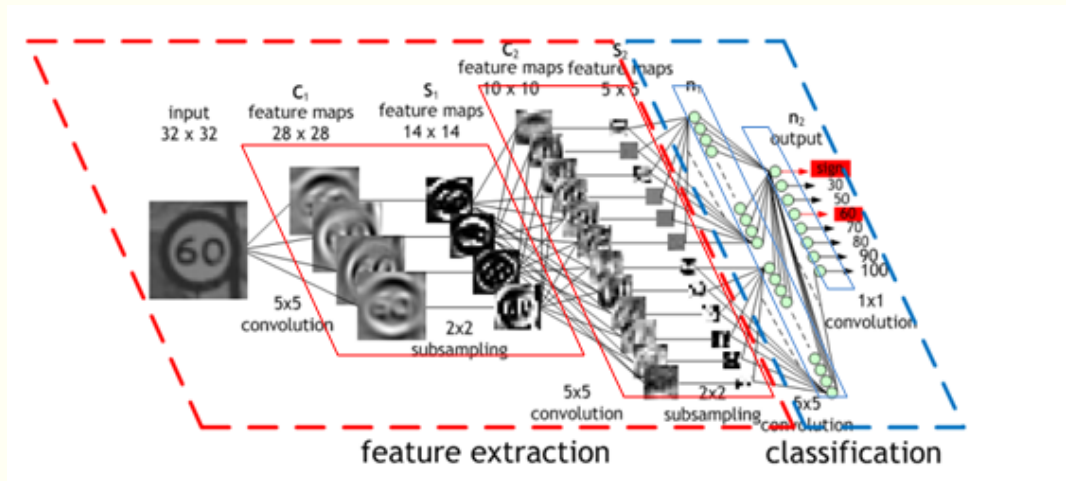 input
32 x 32
C1
feature maps
28 x 28
S1
feature maps
14 x 14
C2
feature maps
10 x 10
S2
feature maps
5 x 5
n1
n2
output
sign
30
50
60
70
80
90
100
60
5x5
convolution
2x2
subsampling
5x5
convolution
2x2
subsampling
5x5
convolution
1x1
convolution
feature extraction
classification